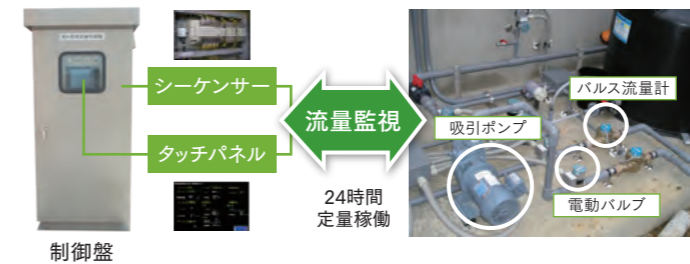 シーケンサー
タッチパネル
制御盤
流量監視
24時間
定量稼働
パルス流量計
吸引ポンプ
電動バルブ